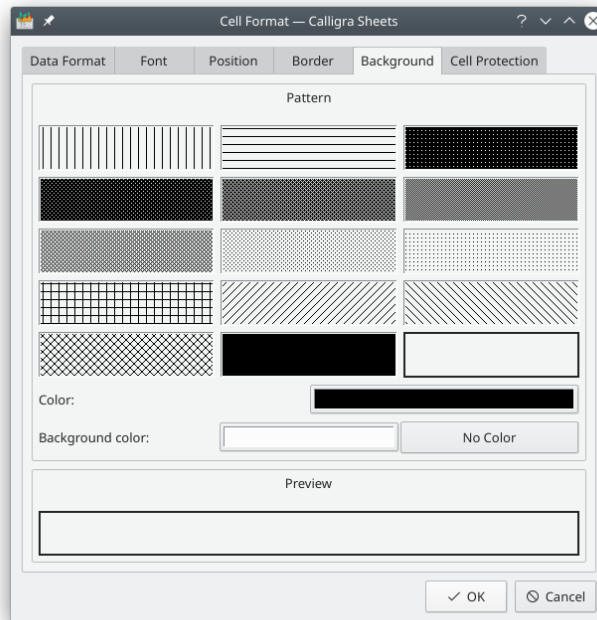 Cell Format — Calligra Sheets
Data Format Font Position Border Background Cell Protection
Pattern
Color:
Background color: No Color
Preview
OK Cancel